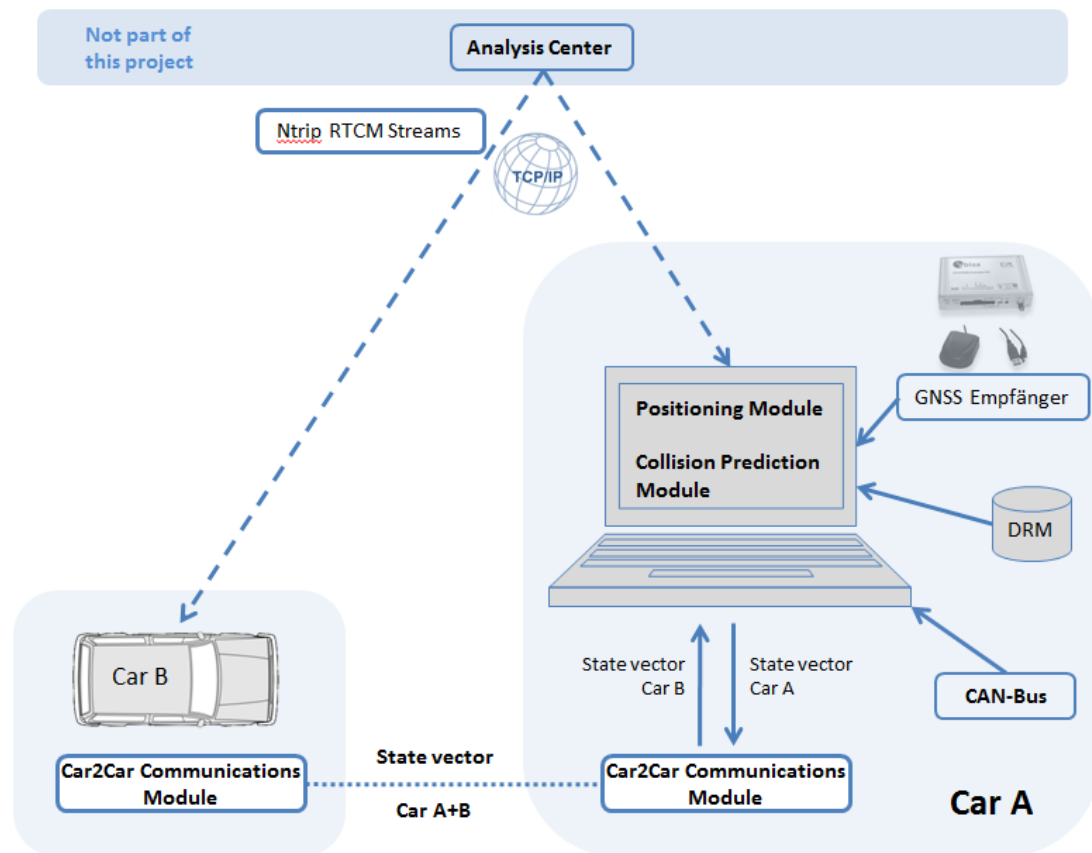 Not part of
this project
Analysis Center
Ntrip RTCM Streams
TCP/IP
GNSS Empfänger
Positioning Module
Collision Prediction
Module
DRM
State vector
Car B
State vector
Car A
CAN-Bus
Car B
Car2Car Communications
Module
State vector
Car A+B
Car2Car Communications
Module
Car A